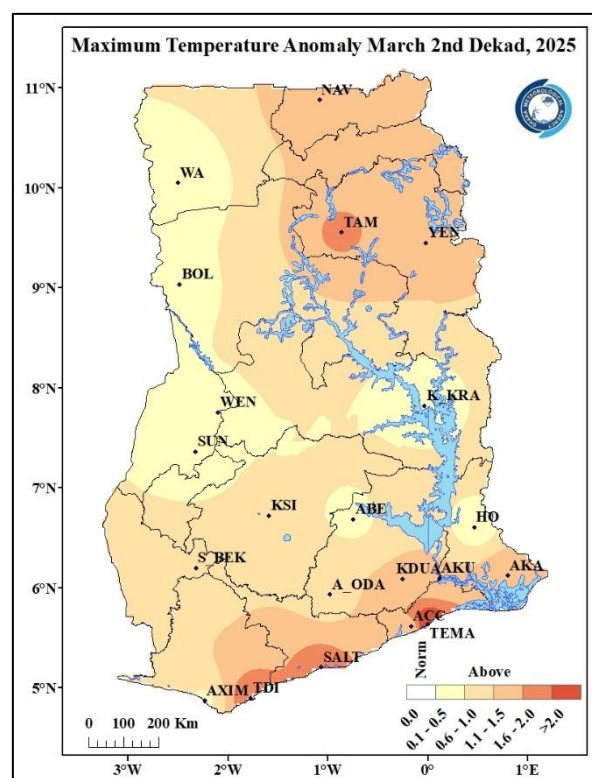 Maximum Temperature Anomaly March 2nd Dekad, 2025
11°N
NAV
GHANA METEOROLOGICAL AGENCY
10°N
WA
TAM
YEN
9°N
BOL
8°N
WEN
K_KRA
SUN
7°N
KSI
ABE
HO
S_BEK
6°N
KDUA
AKU
AKA
A_ODA
ACC
TEMA
SALT
Norm
Above
5°N
AXIM
TDI
0.0
0.1 - 0.5
0.6 - 1.0
1.1 - 1.5
1.6 - 2.0
>2.0
0 100 200 Km
3°W 2°W 1°W 0° 1°E